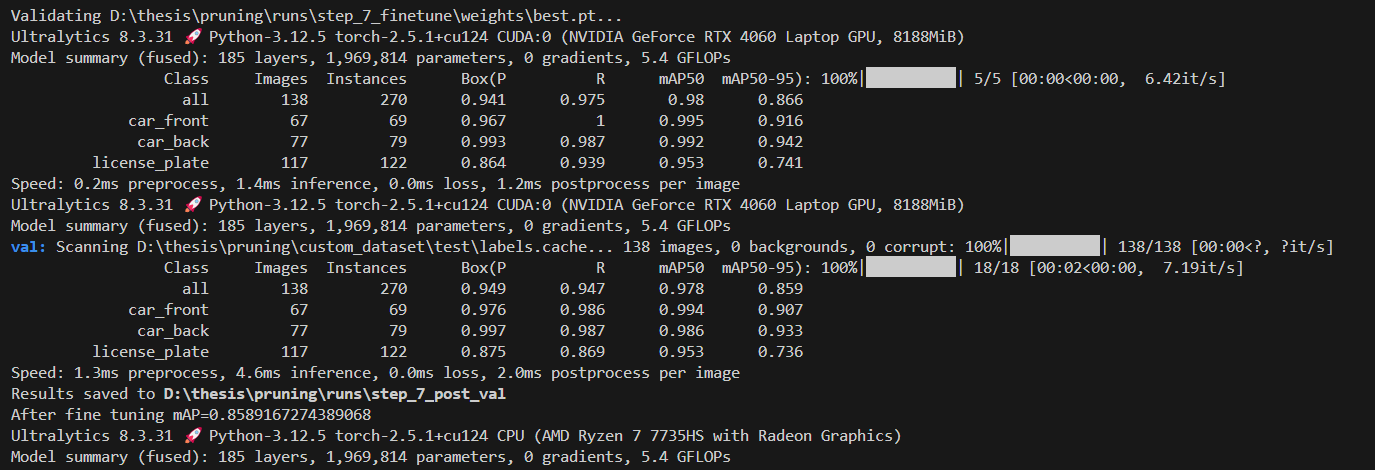 Validating D:\thesis\pruning\runs\step_7_finetune\weights\best.pt...
Ultralytics 8.3.31 🚀 Python-3.12.5 torch-2.5.1+cu124 CUDA:0 (NVIDIA GeForce RTX 4060 Laptop GPU, 8188MiB)
Model summary (fused): 185 layers, 1,969,814 parameters, 0 gradients, 5.4 GFLOPs
Class Images Instances Box(P R mAP50 mAP50-95): 100%|██████████| 5/5 [00:00<00:00, 6.42it/s]
all 138 270 0.941 0.975 0.98 0.866
car_front 67 69 0.967 1 0.995 0.916
car_back 77 79 0.993 0.987 0.992 0.942
license_plate 117 122 0.864 0.939 0.953 0.741
Speed: 0.2ms preprocess, 1.4ms inference, 0.0ms loss, 1.2ms postprocess per image
Ultralytics 8.3.31 🚀 Python-3.12.5 torch-2.5.1+cu124 CUDA:0 (NVIDIA GeForce RTX 4060 Laptop GPU, 8188MiB)
Model summary (fused): 185 layers, 1,969,814 parameters, 0 gradients, 5.4 GFLOPs
val: Scanning D:\thesis\pruning\custom_dataset\test\labels.cache... 138 images, 0 backgrounds, 0 corrupt: 100%|██████████| 138/138 [00:00<?, ?it/s]
Class Images Instances Box(P R mAP50 mAP50-95): 100%|██████████| 18/18 [00:02<00:00, 7.19it/s]
all 138 270 0.949 0.947 0.978 0.859
car_front 67 69 0.976 0.986 0.994 0.907
car_back 77 79 0.997 0.987 0.986 0.933
license_plate 117 122 0.875 0.869 0.953 0.736
Speed: 1.3ms preprocess, 4.6ms inference, 0.0ms loss, 2.0ms postprocess per image
Results saved to D:\thesis\pruning\runs\step_7_post_val
After fine tuning mAP=0.8589167274389068
Ultralytics 8.3.31 🚀 Python-3.12.5 torch-2.5.1+cu124 CPU (AMD Ryzen 7 7735HS with Radeon Graphics)
Model summary (fused): 185 layers, 1,969,814 parameters, 0 gradients, 5.4 GFLOPs